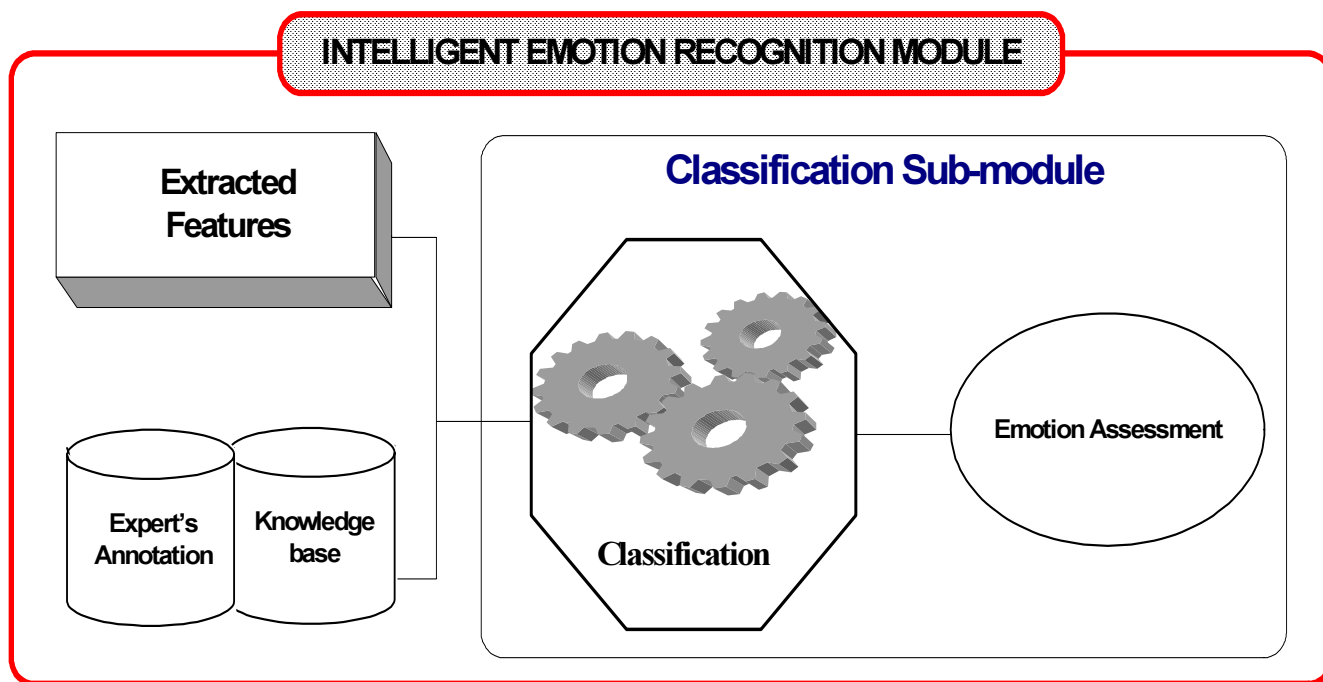 INTELLIGENT EMOTION RECOGNITION MODULE
Extracted
Features
Classification Sub-module
Expert's
Annotation
Knowledge
base
Classification
Emotion Assessment